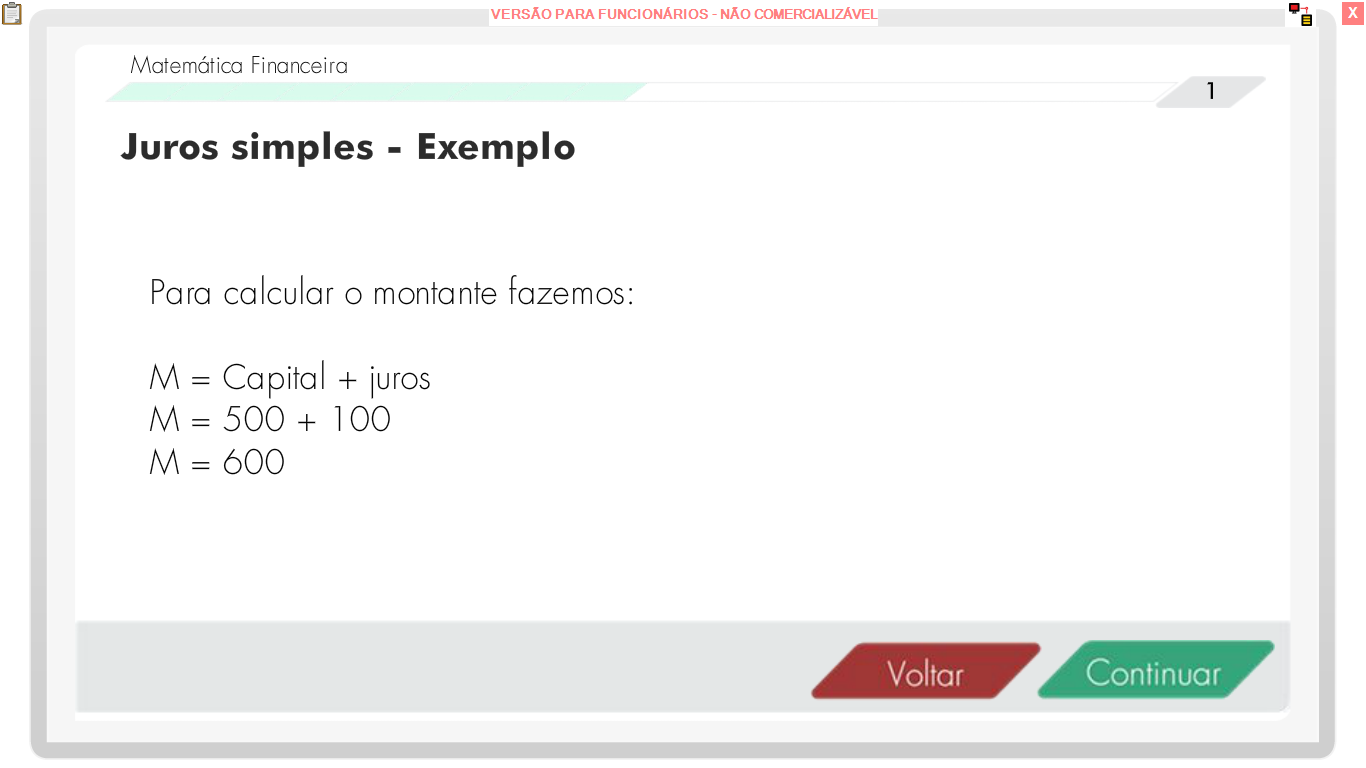 VERSÃO PARA FUNCIONÁRIOS - NÃO COMERCIALIZÁVEL
X
Matemática Financeira
1
Juros simples - Exemplo
Para calcular o montante fazemos:
M = Capital + juros
M = 500 + 100
M = 600
Voltar
Continuar